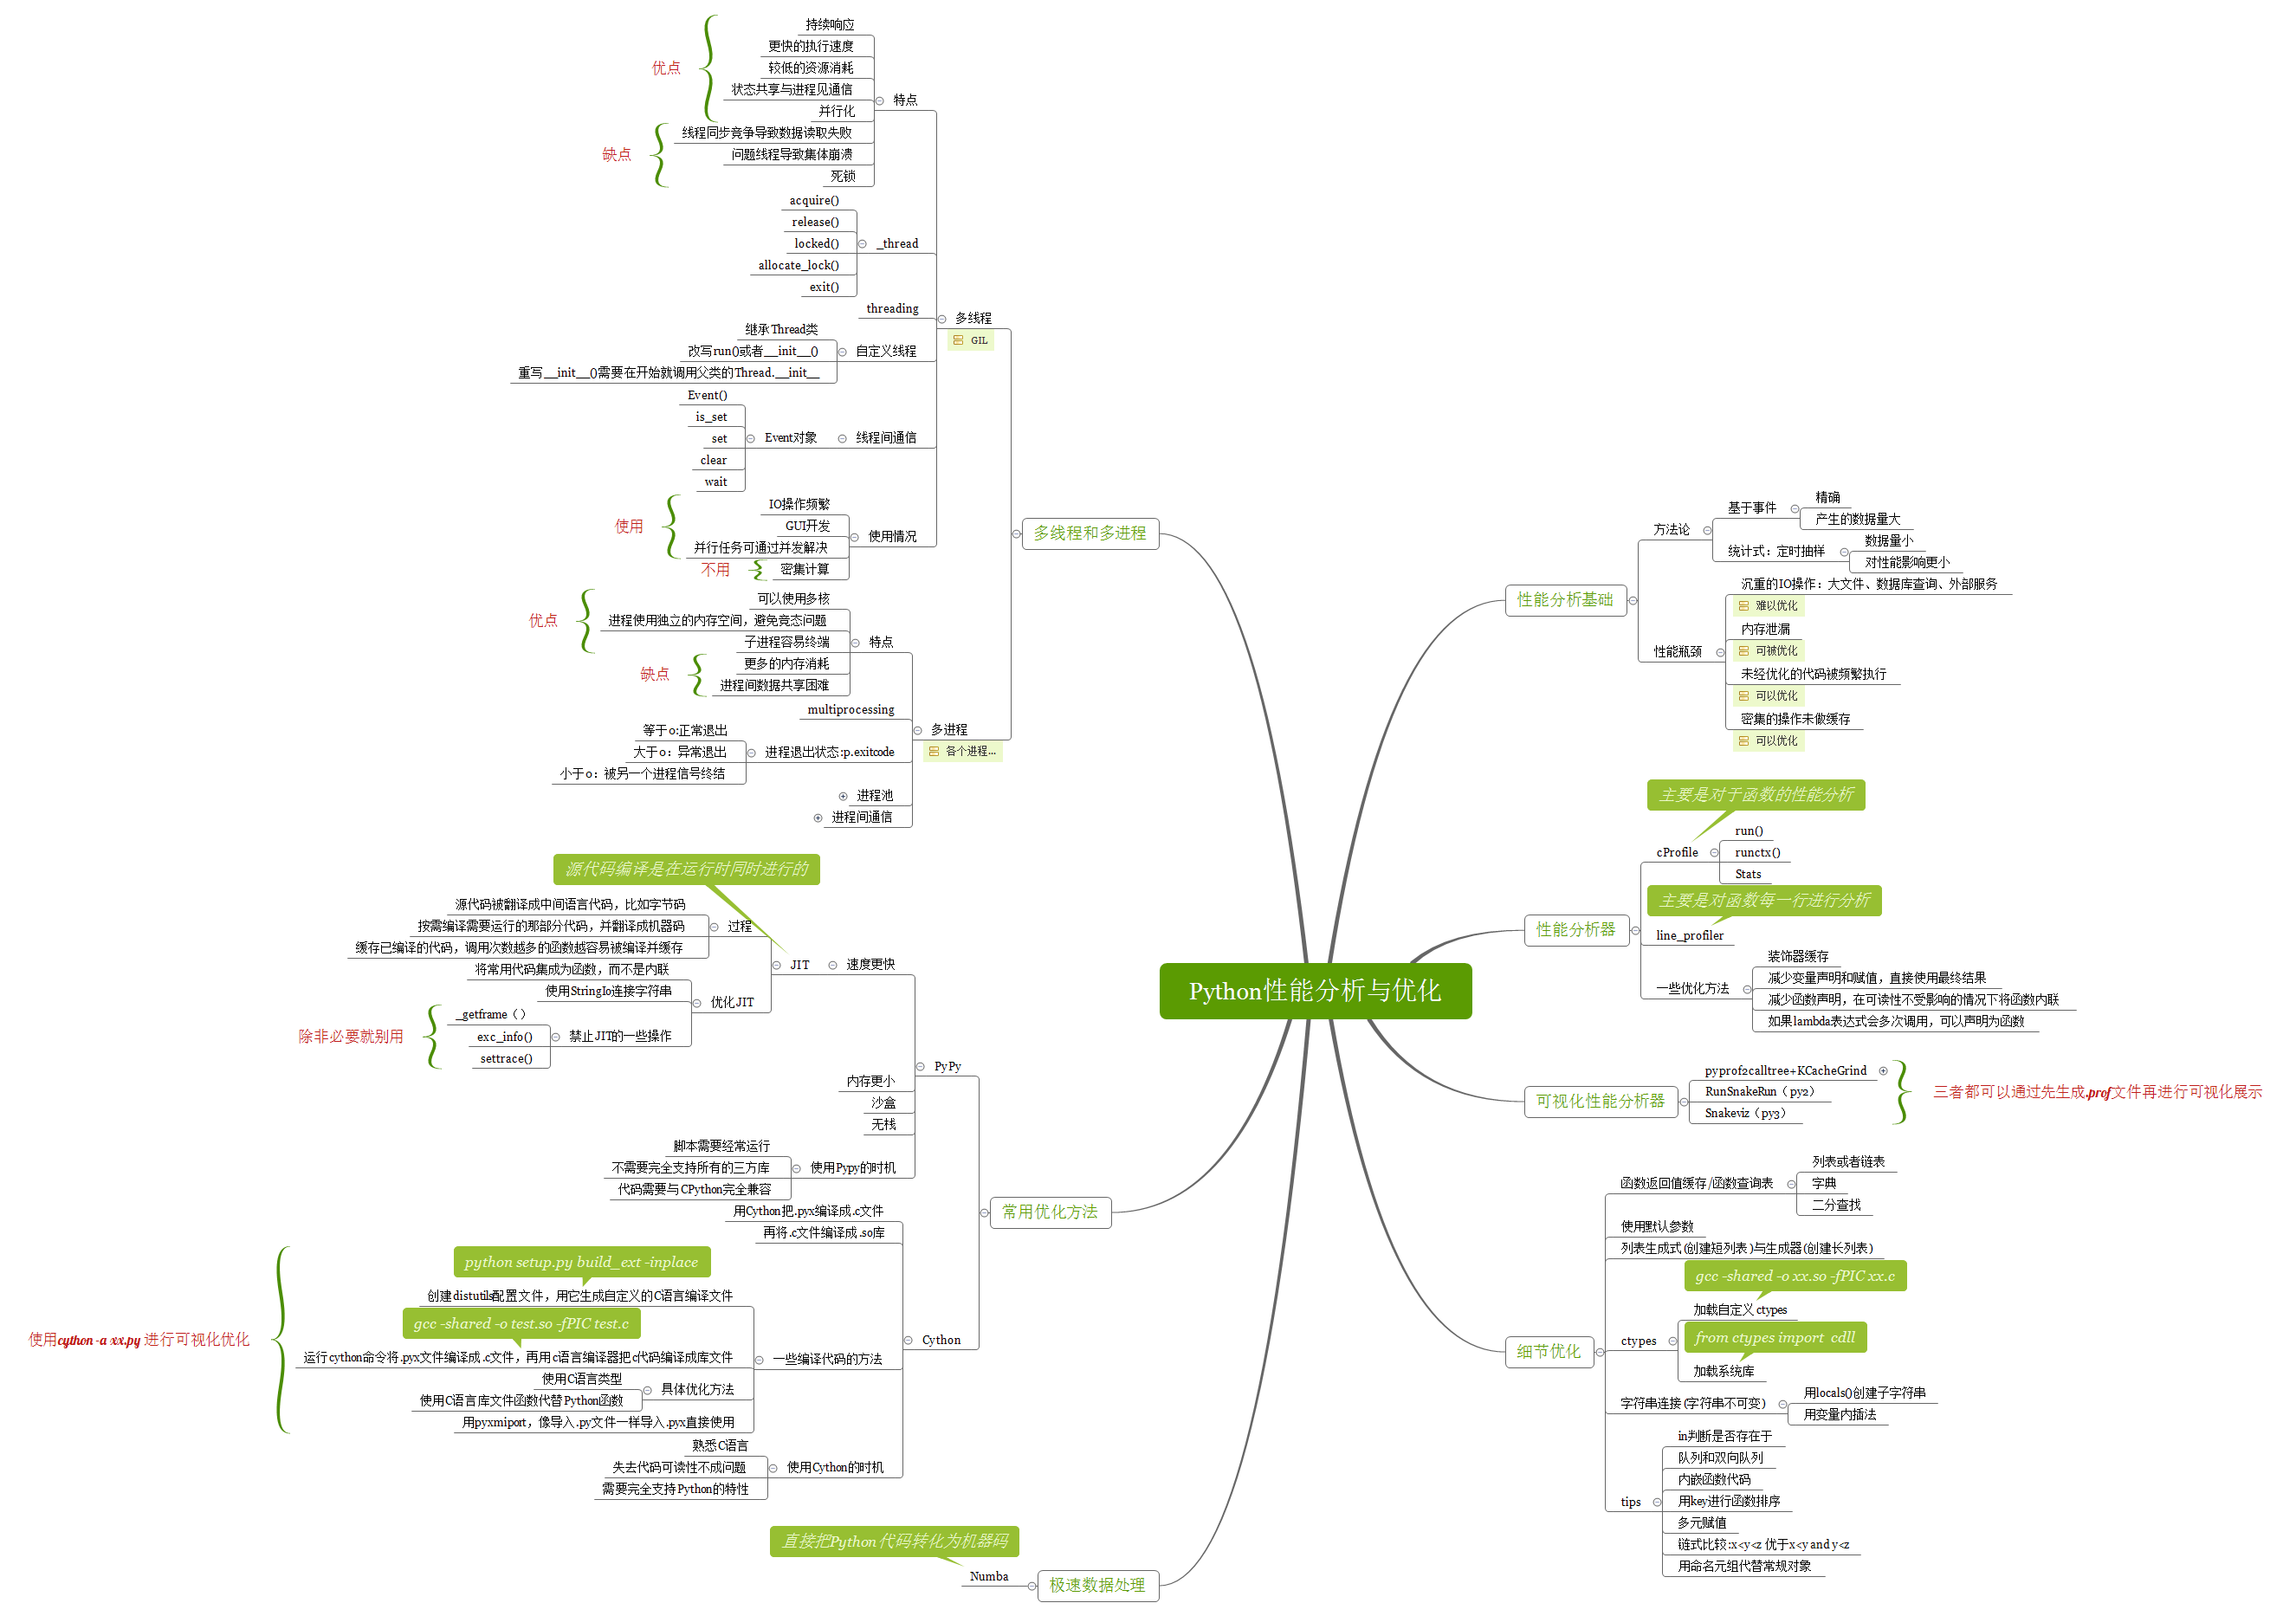 Python性能分析与优化
性能分析基础
方法论
基于事件
精确
产生的数据量大
统计式：定时抽样
数据量小
对性能影响更小
性能瓶颈
沉重的IO操作：大文件、数据库查询、外部服务
难以优化
内存泄漏
可被优化
未经优化的代码被频繁执行
可以优化
密集的操作未做缓存
可以优化
性能分析器
主要是对于函数的性能分析
cProfile
run()
runctx()
Stats
主要是对函数每一行进行分析
line_profiler
一些优化方法
装饰器缓存
减少变量声明和赋值，直接使用最终结果
减少函数声明，在可读性不受影响的情况下将函数内联
如果lambda表达式会多次调用，可以声明为函数
可视化性能分析器
pyprof2calltree+KCacheGrind
RunSnakeRun（py2）
Snakeviz（py3）
三者都可以通过先生成.prof文件再进行可视化展示
细节优化
函数返回值缓存/函数查询表
列表或者链表
字典
二分查找
使用默认参数
列表生成式(创建短列表)与生成器(创建长列表)
ctypes
gcc -shared -o xx.so -fPIC xx.c
加载自定义ctypes
from ctypes import cdll
加载系统库
字符串连接(字符串不可变)
用locals()创建子字符串
用变量内插法
tips
in判断是否存在于
队列和双向队列
内嵌函数代码
用key进行函数排序
多元赋值
链式比较:x<y<z 优于x<y and y<z
用命名元组代替常规对象
多线程和多进程
多线程
GIL
特点
优点
持续响应
更快的执行速度
较低的资源消耗
状态共享与进程见通信
并行化
缺点
线程同步竞争导致数据读取失败
问题线程导致集体崩溃
死锁
_thread
acquire()
release()
locked()
allocate_lock()
exit()
threading
自定义线程
继承Thread类
改写run()或者__init__()
重写__init__()需要在开始就调用父类的Thread.__init__
线程间通信
Event对象
Event()
is_set
set
clear
wait
使用情况
使用
IO操作频繁
GUI开发
并行任务可通过并发解决
不用
密集计算
多进程
各个进程...
特点
优点
可以使用多核
进程使用独立的内存空间，避免竞态问题
子进程容易终端
缺点
更多的内存消耗
进程间数据共享困难
multiprocessing
进程退出状态:p.exitcode
等于0:正常退出
大于0：异常退出
小于0：被另一个进程信号终结
进程池
进程间通信
常用优化方法
PyPy
速度更快
JIT
源代码编译是在运行时同时进行的
过程
源代码被翻译成中间语言代码，比如字节码
按需编译需要运行的那部分代码，并翻译成机器码
缓存已编译的代码，调用次数越多的函数越容易被编译并缓存
优化JIT
将常用代码集成为函数，而不是内联
使用StringIo连接字符串
禁止JIT的一些操作
除非必要就别用
_getframe（）
exc_info()
settrace()
内存更小
沙盒
无栈
使用Pypy的时机
脚本需要经常运行
不需要完全支持所有的三方库
代码需要与CPython完全兼容
Cython
用Cython把.pyx编译成.c文件
再将.c文件编译成.so库
一些编译代码的方法
使用cython -a xx.py 进行可视化优化
python setup.py build_ext -inplace
创建distutils配置文件，用它生成自定义的C语言编译文件
gcc -shared -o test.so -fPIC test.c
运行cython命令将.pyx文件编译成.c文件，再用c语言编译器把c代码编译成库文件
具体优化方法
使用C语言类型
使用C语言库文件函数代替Python函数
用pyxmiport，像导入.py文件一样导入.pyx直接使用
使用Cython的时机
熟悉C语言
失去代码可读性不成问题
需要完全支持Python的特性
极速数据处理
直接把Python代码转化为机器码
Numba